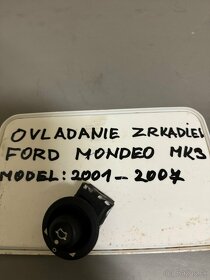 OVLADANIE ZRKADIEL
FORD MONDEO MK3
MODEL:2001-2007